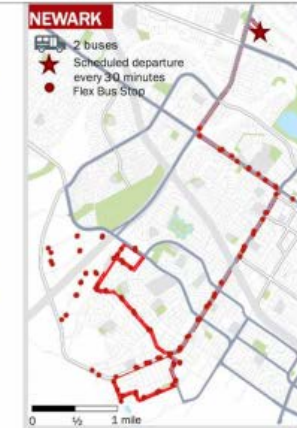 NEWARK
2 buses
Scheduled departure
every 30 minutes
Flex Bus Stop
0 ½ 1 mile